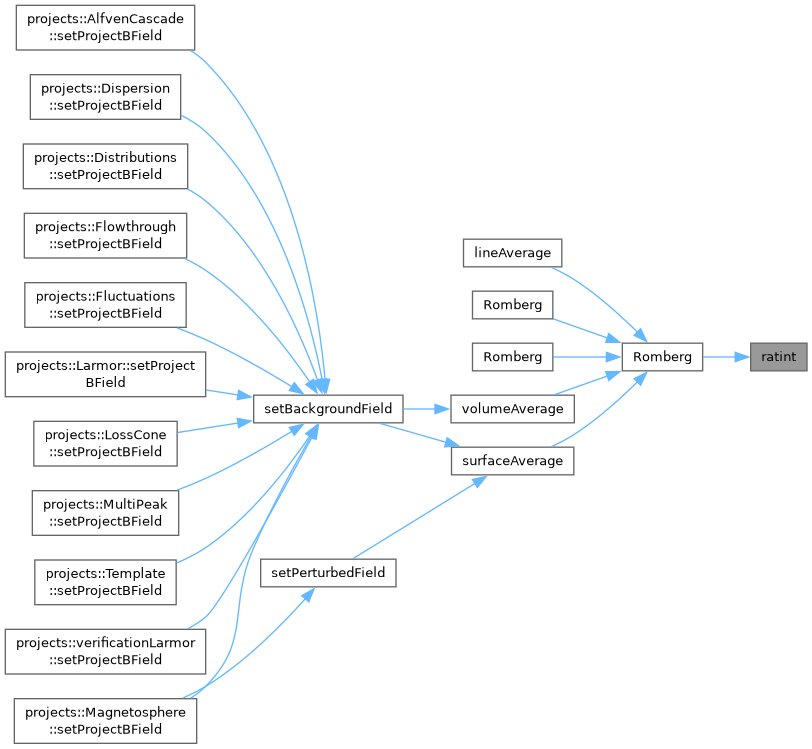 projects::AlfvenCascade
::setProjectBField
projects::Dispersion
::setProjectBField
projects::Distributions
::setProjectBField
projects::Flowthrough
::setProjectBField
projects::Fluctuations
::setProjectBField
projects::Larmor::setProject
BField
projects::LossCone
::setProjectBField
projects::MultiPeak
::setProjectBField
projects::Template
::setProjectBField
projects::verificationLarmor
::setProjectBField
projects::Magnetosphere
::setProjectBField
setBackgroundField
setPerturbedField
lineAverage
Romberg
Romberg
volumeAverage
surfaceAverage
Romberg
ratint